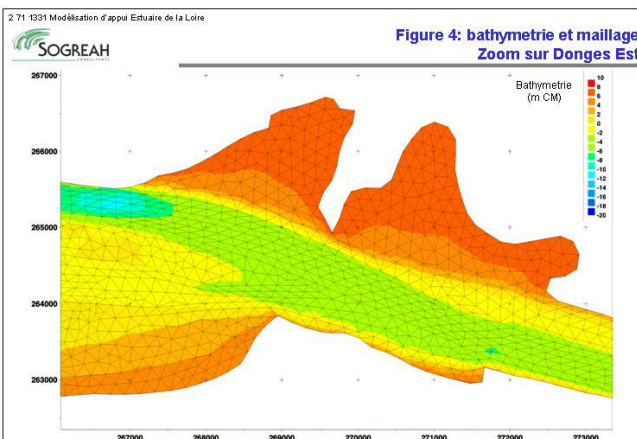 2 71 1331 Modélisation d'appui Estuaire de la Loire
SOGREAH
CONSULTANTS
Figure 4: bathymetrie et maillage
Zoom sur Donges Est
Bathymetrie
(m CM)
10
8
6
4
2
0
-2
-4
-6
-8
-10
-12
-14
-16
-18
-20
267000
266000
265000
264000
263000
267000 268000 269000 270000 271000 272000 273000